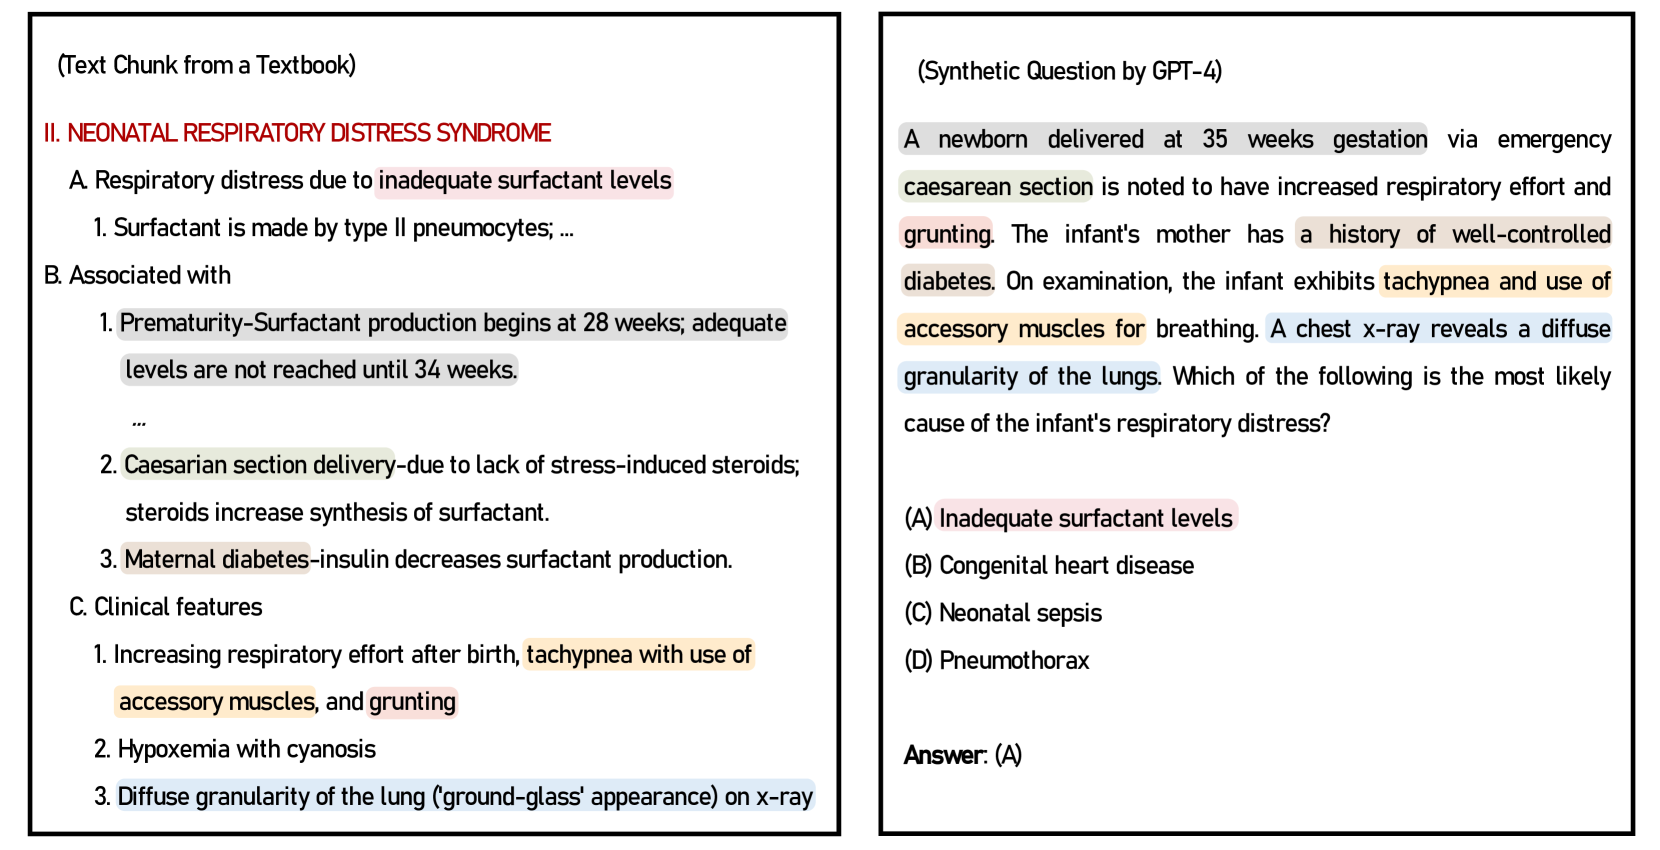 (Text Chunk from a Textbook)
II. NEONATAL RESPIRATORY DISTRESS SYNDROME
A. Respiratory distress due to inadequate surfactant levels
1. Surfactant is made by type II pneumocytes; ...
B. Associated with
1. Prematurity-Surfactant production begins at 28 weeks; adequate
levels are not reached until 34 weeks.
...
2. Caesarian section delivery-due to lack of stress-induced steroids;
steroids increase synthesis of surfactant.
3. Maternal diabetes-insulin decreases surfactant production.
C. Clinical features
1. Increasing respiratory effort after birth, tachypnea with use of
accessory muscles, and grunting
2. Hypoxemia with cyanosis
3. Diffuse granularity of the lung ('ground-glass' appearance) on x-ray
(Synthetic Question by GPT-4)
A newborn delivered at 35 weeks gestation via emergency
caesarean section is noted to have increased respiratory effort and
grunting. The infant's mother has a history of well-controlled
diabetes. On examination, the infant exhibits tachypnea and use of
accessory muscles for breathing. A chest x-ray reveals a diffuse
granularity of the lungs. Which of the following is the most likely
cause of the infant's respiratory distress?
(A) Inadequate surfactant levels
(B) Congenital heart disease
(C) Neonatal sepsis
(D) Pneumothorax
Answer: (A)